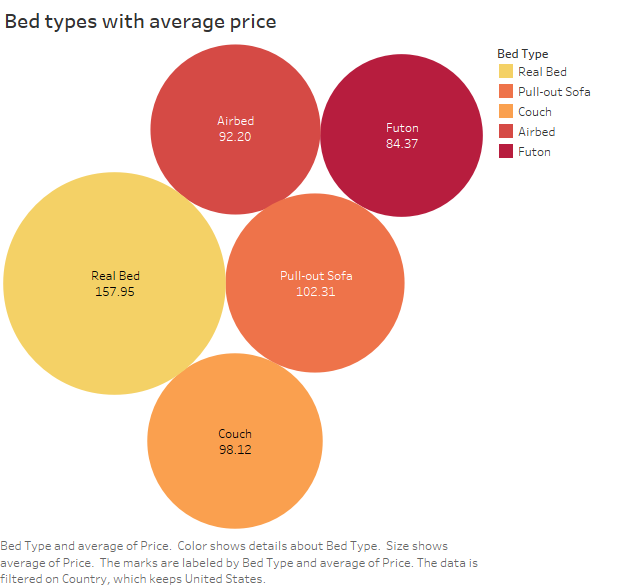 Bed types with average price
Bed Type
Real Bed
Pull-out Sofa
Couch
Airbed
Futon
Airbed
92.20
Futon
84.37
Real Bed
157.95
Pull-out Sofa
102.31
Couch
98.12
Bed Type and average of Price.  Color shows details about Bed Type.  Size shows
average of Price.  The marks are labeled by Bed Type and average of Price. The data is
filtered on Country, which keeps United States.